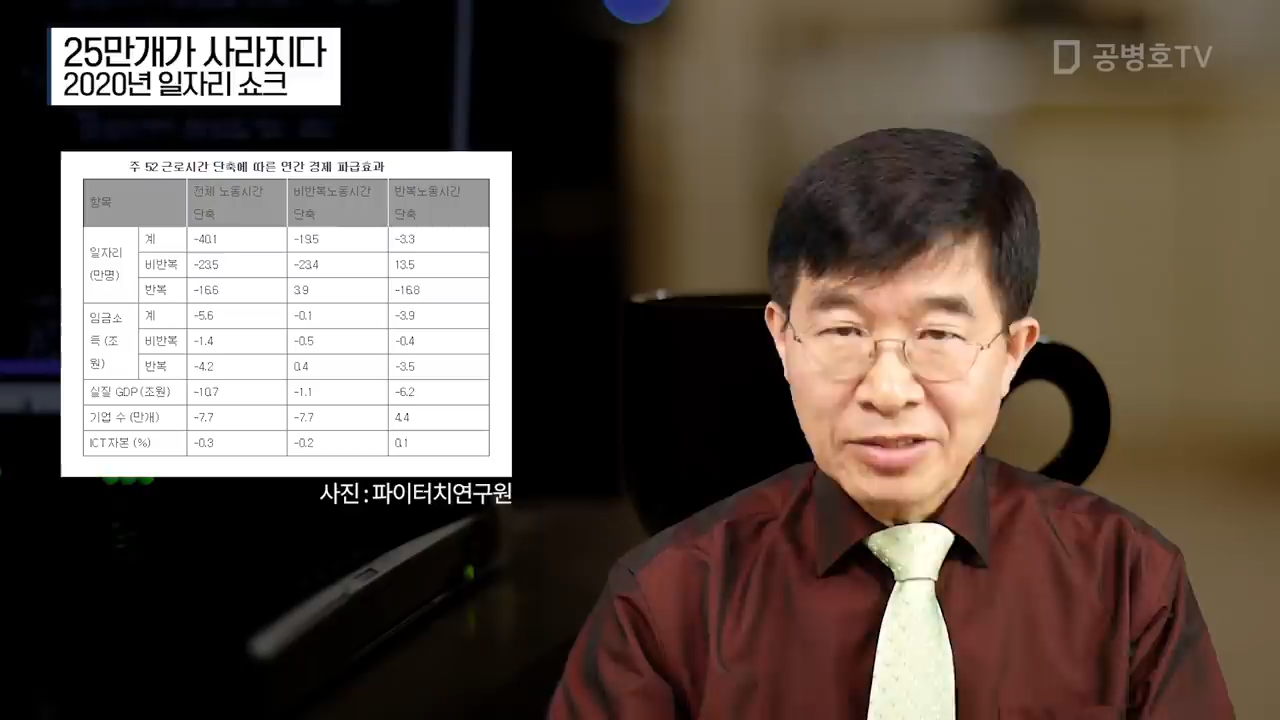 25만개가 사라지다
2020년 일자리 쇼크
공병호TV
주 52 근로시간 단축에 따른 연간 경제 파급효과
항목 전체 노동시간 단축 비반복노동시간 단축 반복노동시간 단축
일자리 (만명) 계 -40.1 -19.5 -3.3
비반복 -23.5 -23.4 13.5
반복 -16.6 3.9 -16.8
임금소득 (조원) 계 -5.6 -0.1 -3.9
비반복 -1.4 -0.5 -0.4
반복 -4.2 0.4 -3.5
실질 GDP (조원) -10.7 -1.1 -6.2
기업 수 (만개) -7.7 -7.7 4.4
ICT자본 (%) -0.3 -0.2 0.1
사진 : 파이터치연구원